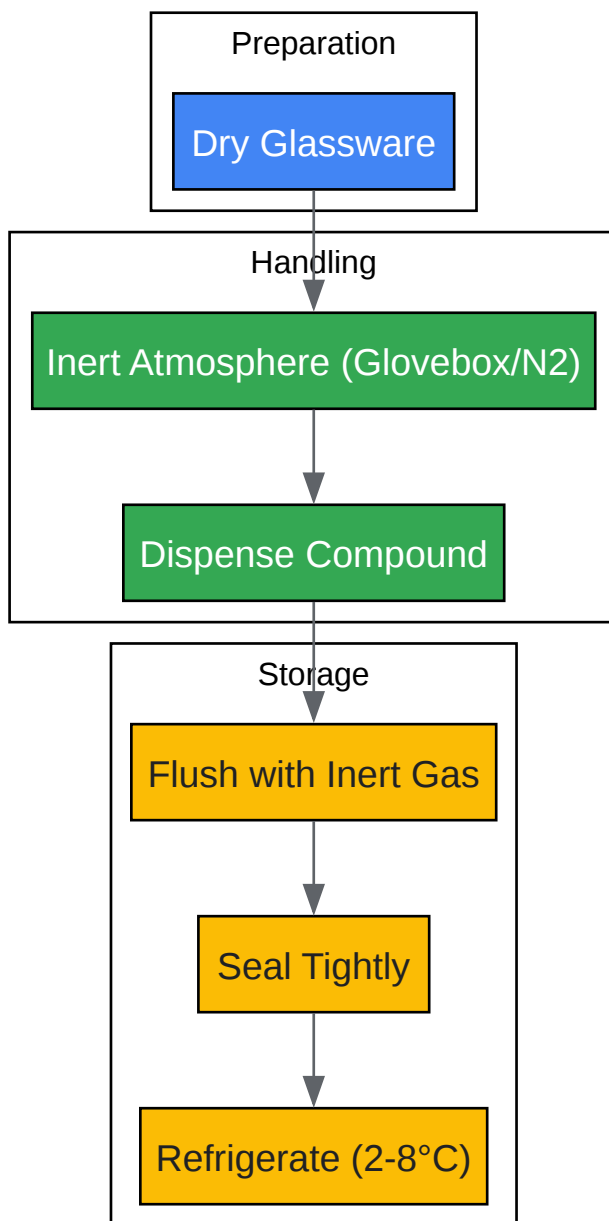 Preparation
Dry Glassware
Handling
Inert Atmosphere (Glovebox/N2)
Dispense Compound
Storage
Flush with Inert Gas
Seal Tightly
Refrigerate (2-8°C)